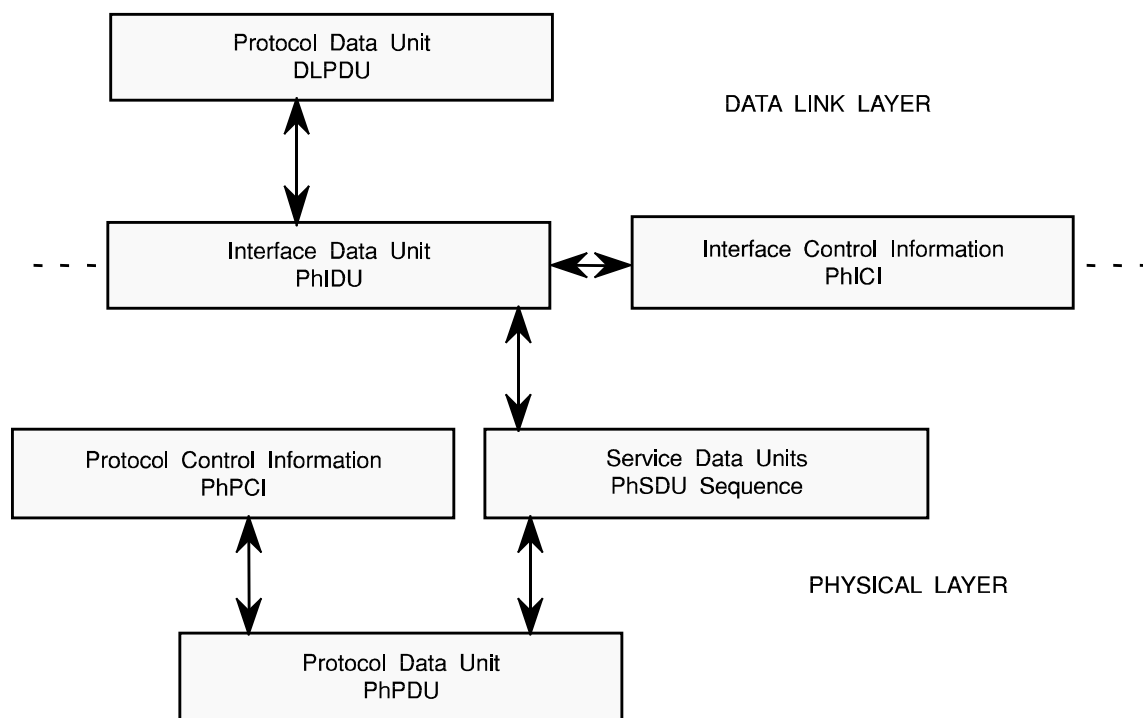 Protocol Data Unit
DLPDU
DATA LINK LAYER
Interface Data Unit
PhIDU
Interface Control Information
PhICI
Protocol Control Information
PhPCI
Service Data Units
PhSDU Sequence
PHYSICAL LAYER
Protocol Data Unit
PhPDU